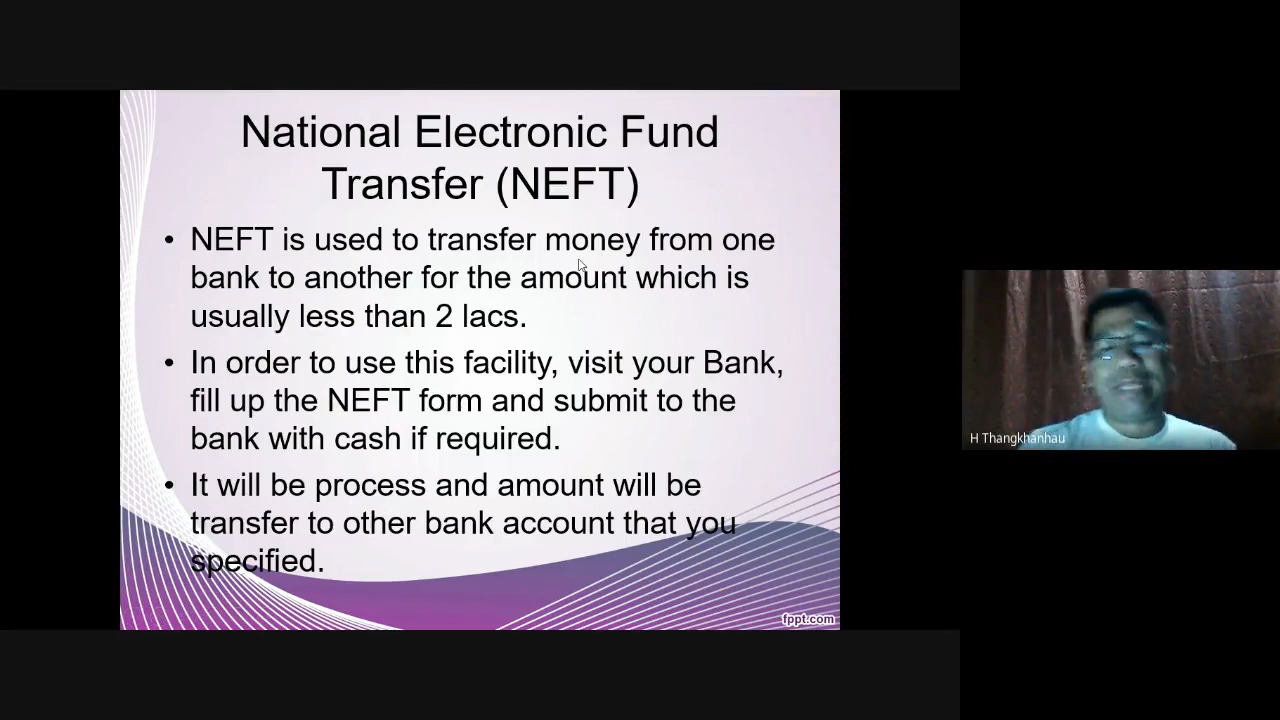 National Electronic Fund
Transfer (NEFT)
• NEFT is used to transfer money from one
bank to another for the amount which is
usually less than 2 lacs.
• In order to use this facility, visit your Bank,
fill up the NEFT form and submit to the
bank with cash if required.
• It will be process and amount will be
transfer to other bank account that you
specified.
fppt.com
H Thangkhanhau